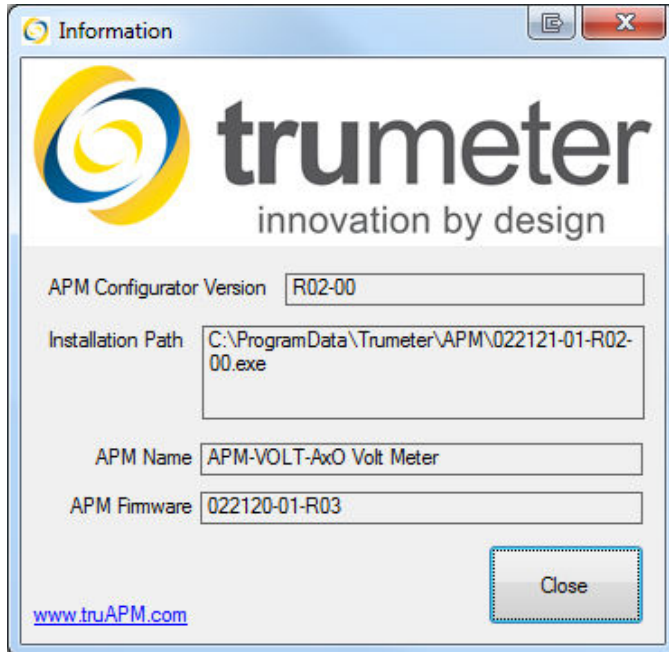 Information
trumeter
innovation by design
APM Configurator Version R02-00
Installation Path C:\ProgramData\Trumeter\APM\022121-01-R02-
00.exe
APM Name APM-VOLT-AxO Volt Meter
APM Firmware 022120-01-R03
Close
www.truAPM.com